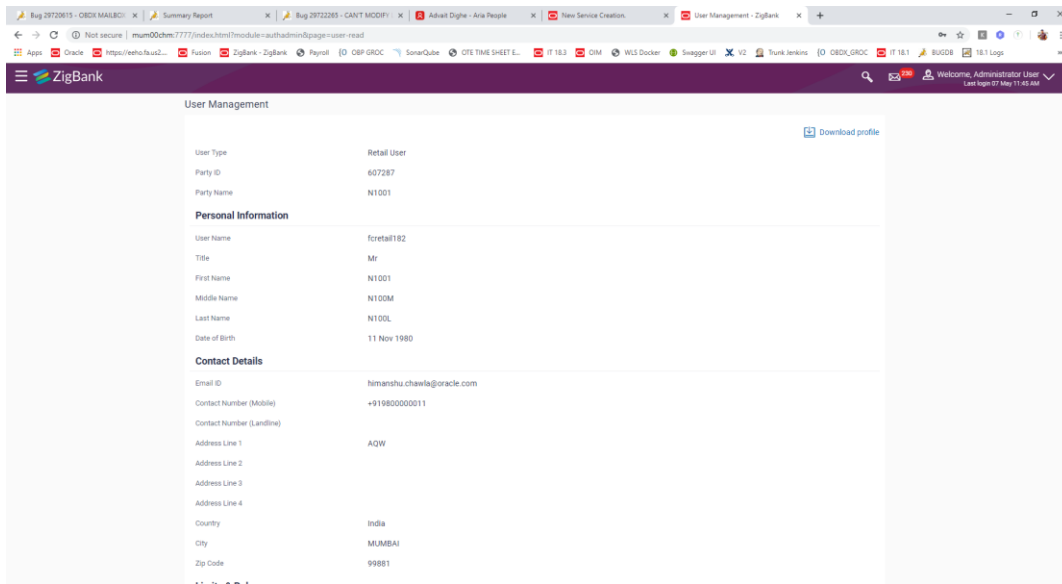 Bug 29720615 - OBDX MAILBOX
Summary Report
Bug 29722265 - CAN'T MODIFY
Advait Dighe - Aria People
New Service Creation.
User Management - ZigBank
Not secure | mum00chm:7777/index.html?module=authadmin&page=user-read
Apps Oracle https://eeho.fa.us2... Fusion ZigBank - ZigBank Payroll OBP GROC SonarQube OTE TIME SHEET E... IT 18.3 OIM WLS Docker Swagger UI V2 Trunk Jenkins OBDX_GROC IT 18.1 BUGDB 18.1 Logs
ZigBank
230
Welcome, Administrator User
Last login 07 May 11:45 AM
User Management
Download profile
User Type Retail User
Party ID 607287
Party Name N1001
Personal Information
User Name fcretail182
Title Mr
First Name N1001
Middle Name N100M
Last Name N100L
Date of Birth 11 Nov 1980
Contact Details
Email ID himanshu.chawla@oracle.com
Contact Number (Mobile) +919800000011
Contact Number (Landline)
Address Line 1 AQW
Address Line 2
Address Line 3
Address Line 4
Country India
City MUMBAI
Zip Code 99881